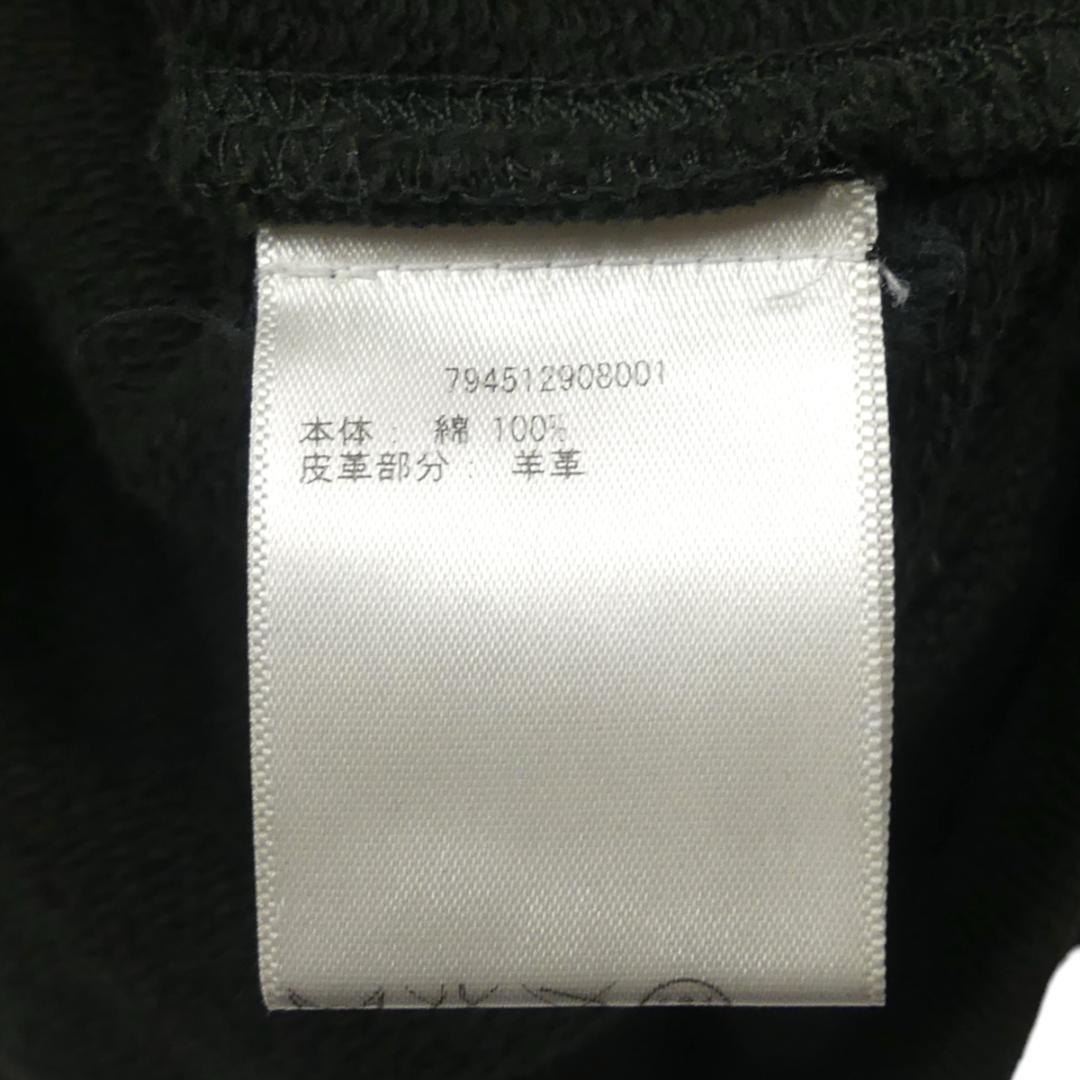 794512908001
本体 : 綿 100%
皮革部分 : 羊革